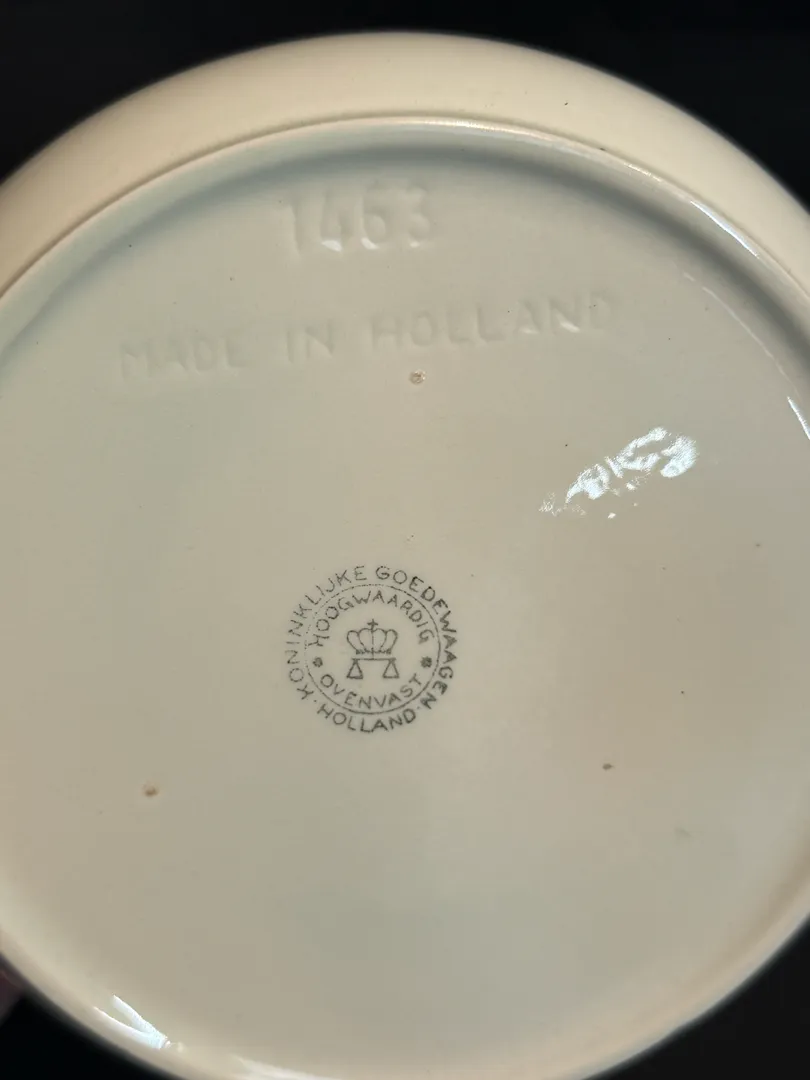 1463
MADE IN HOLLAND
KONINKLIJKE GOEDEWAAGEN
HOOGWAARDIG
OVENVAST
· HOLLAND ·